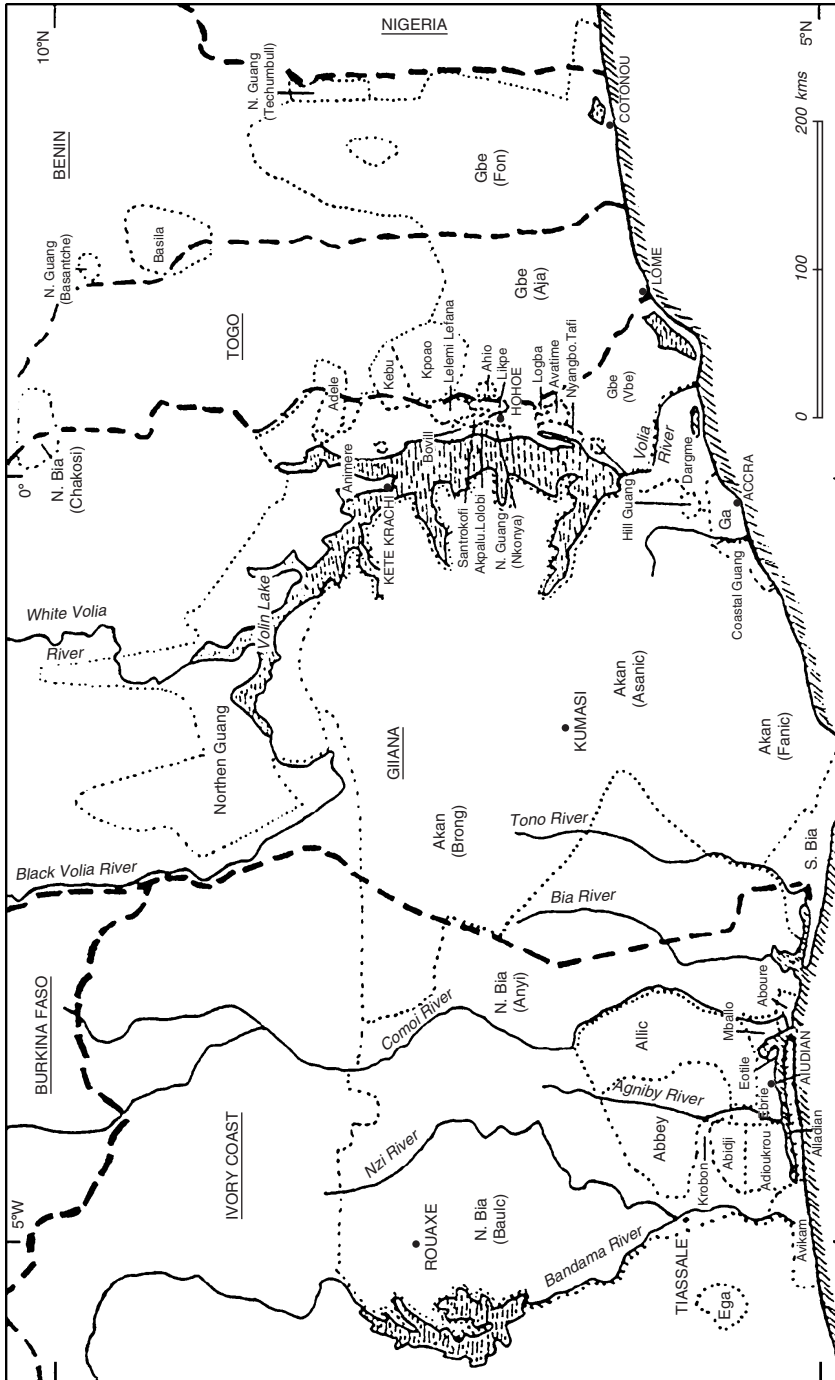 5°W
0°
10°N
5°N
BURKINA FASO
IVORY COAST
GIIANA
TOGO
BENIN
NIGERIA
Black Volia River
White Volia
River
Northen Guang
Volin Lake
N. Bia
(Chakosi)
N. Guang
(Basantche)
Basila
N. Guang
(Techumbull)
Adele
Animere
KETE KRACHI
Kebu
Kpoao
Bovill
Lelemi Lefana
Ahio
Likpe
HOHOE
Santrokofi
Akpalu.Lolobi
N. Guang
(Nkonya)
Logba
Avatime
Nyangbo.Tafi
Gbe
(Fon)
Gbe
(Aja)
Gbe
(Vbe)
COTONOU
LOME
Volia
River
Hill Guang
Dargme
Ga
ACCRA
Coastal Guang
Akan
(Brong)
Akan
(Asanic)
KUMASI
Akan
(Fanic)
Tono River
Bia River
S. Bia
Comoi River
N. Bia
(Anyi)
Nzi River
ROUAXE
N. Bia
(Baulc)
Bandama River
Agniby River
Allic
Abbey
Krobon
Abidji
Adioukrou
TIASSALE
Ega
Avikam
Alladian
Ebrie
AIUDIAN
Eotile
Mballo
Aboure
0
100
200 kms